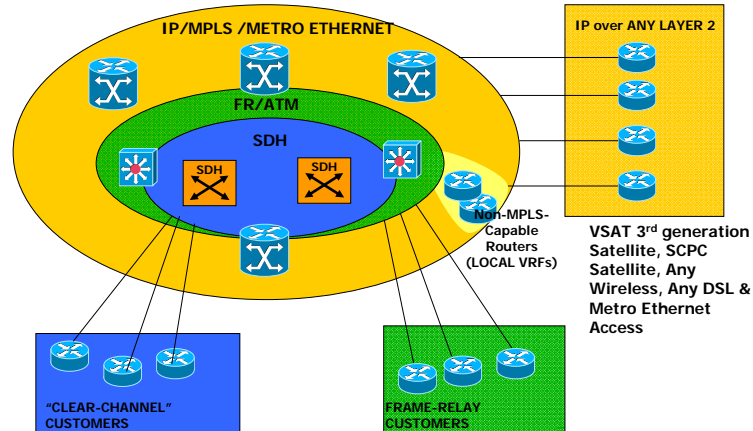 IP/MPLS /METRO ETHERNET
IP over ANY LAYER 2
FR/ATM
SDH
SDH
SDH
Non-MPLS-
Capable
Routers
(LOCAL VRFs)
VSAT 3rd generation
Satellite, SCPC
Satellite, Any
Wireless, Any DSL &
Metro Ethernet
Access
“CLEAR-CHANNEL”
CUSTOMERS
FRAME-RELAY
CUSTOMERS